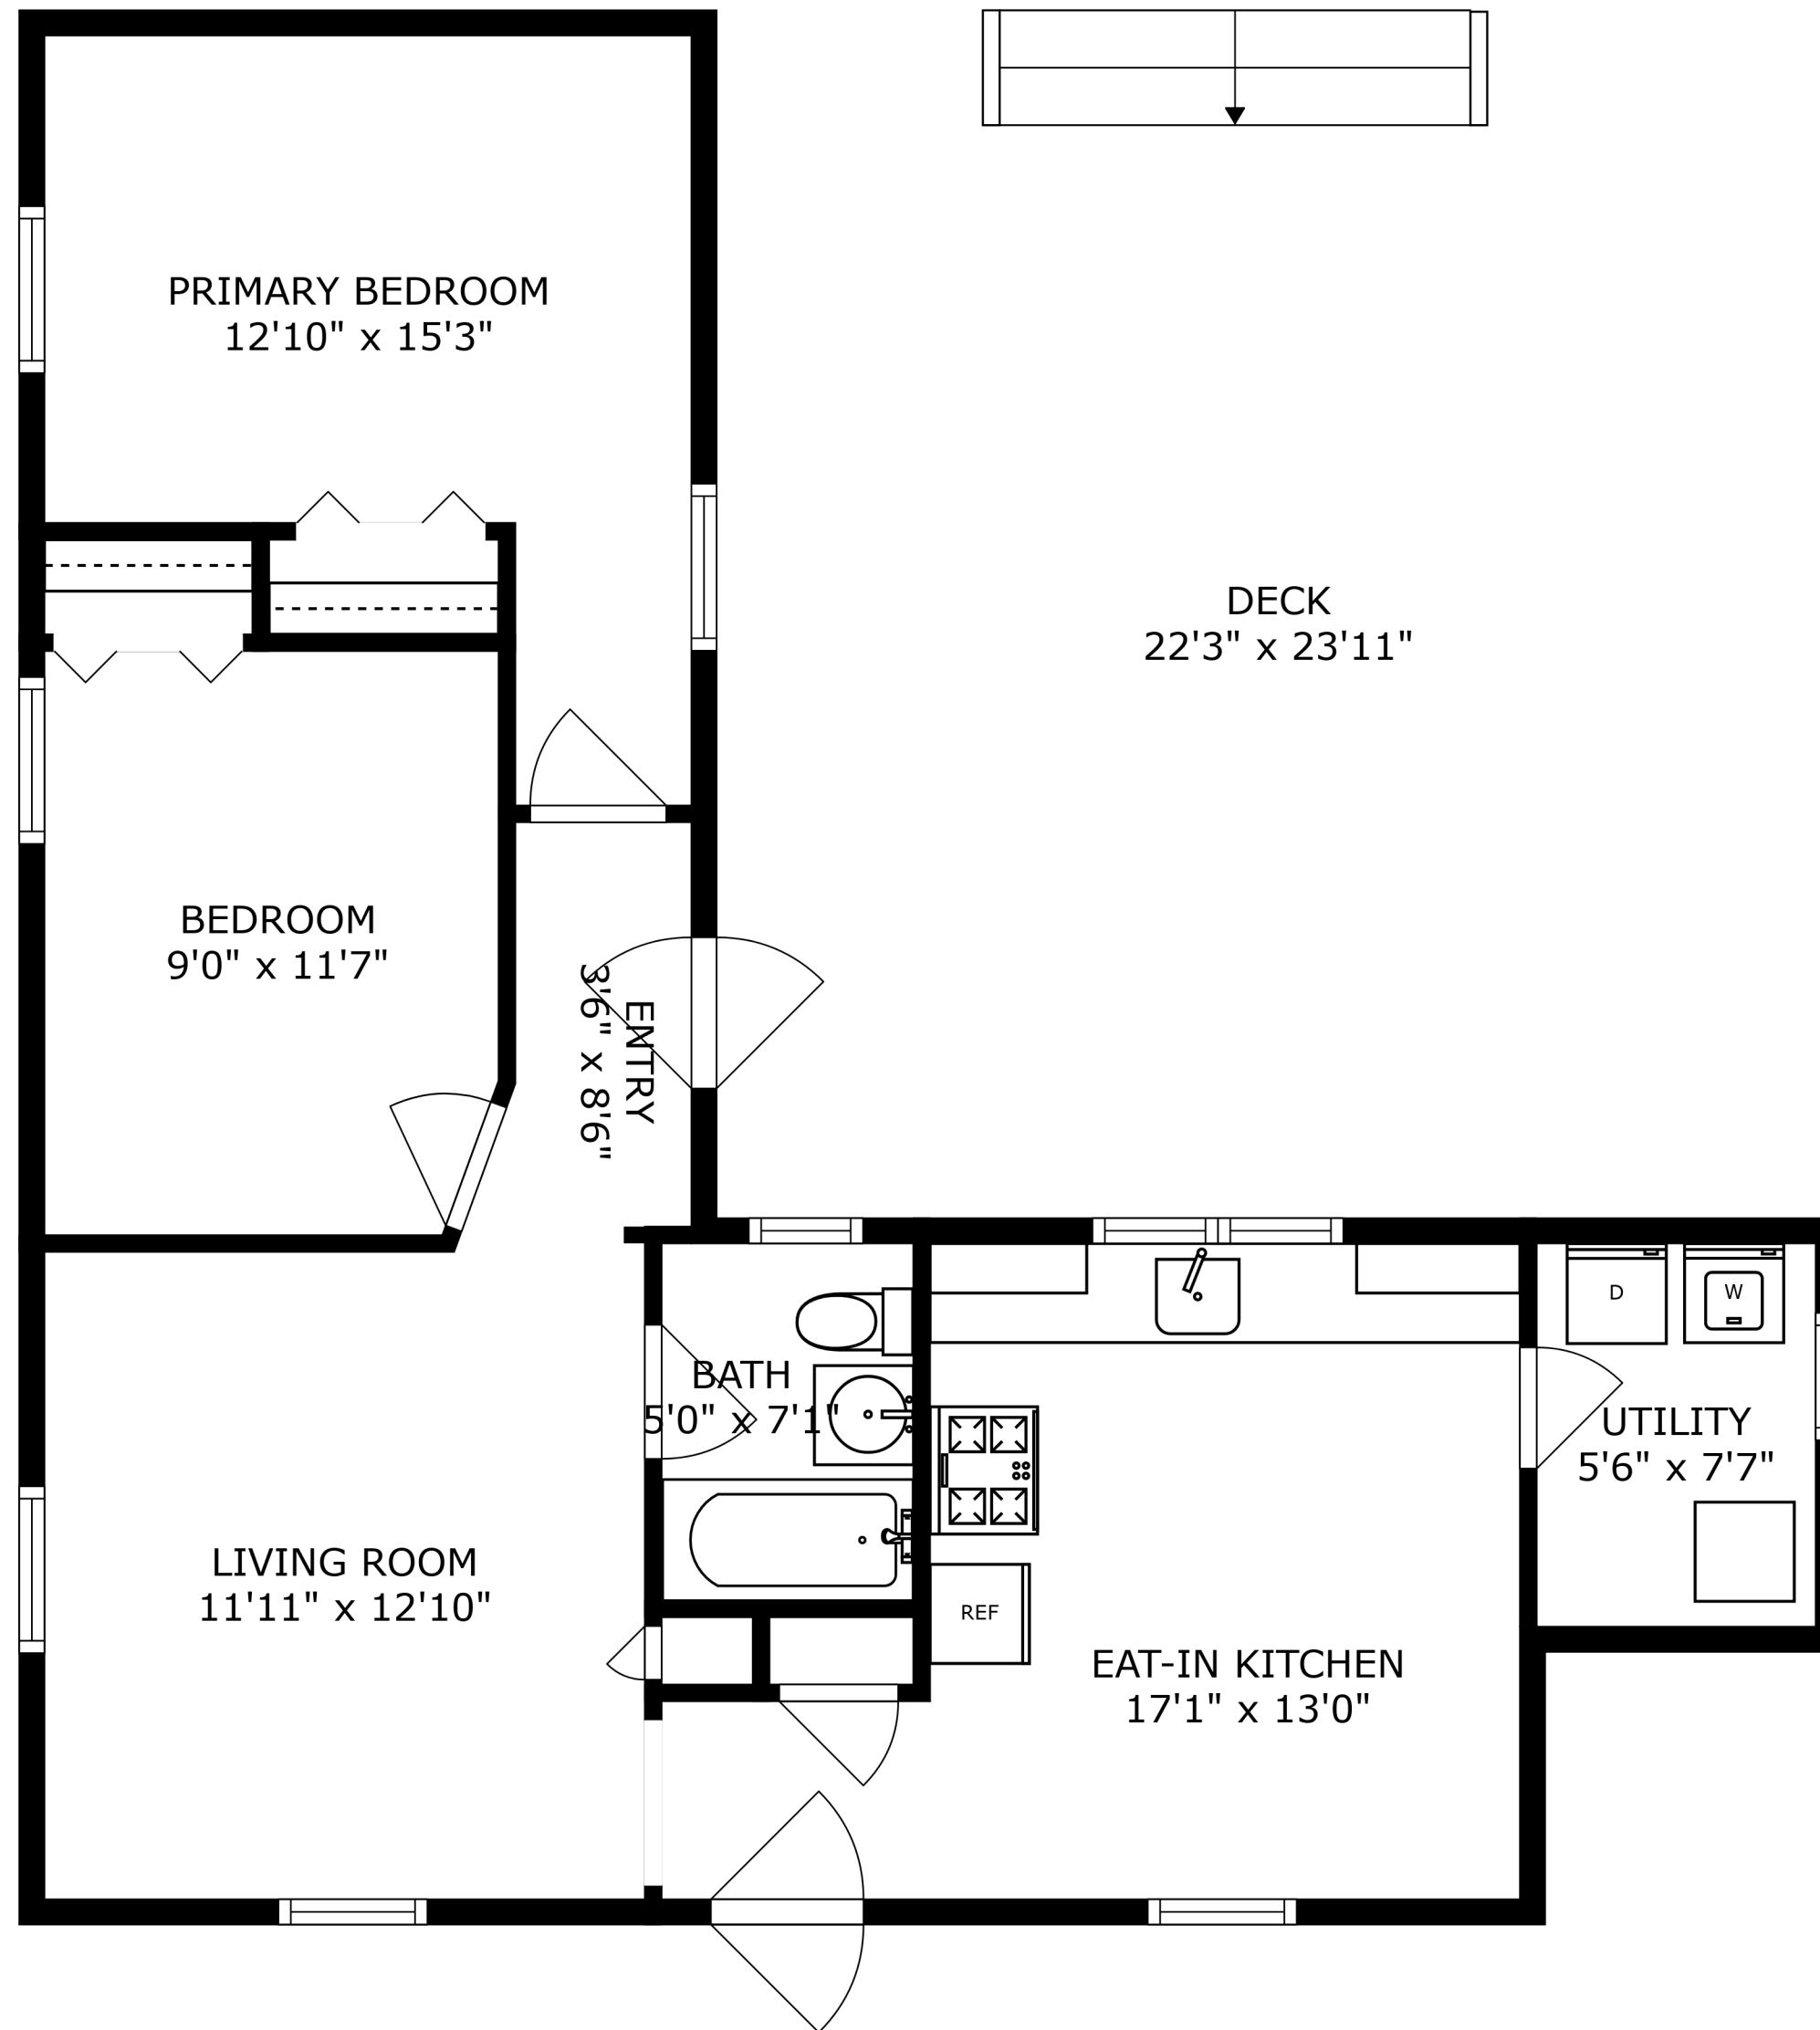 PRIMARY BEDROOM
12'10" x 15'3"
DECK
22'3" x 23'11"
BEDROOM
9'0" x 11'7"
ENTRY
3'6" x 8'6"
D
W
BATH
5'0" x 7'1"
UTILITY
5'6" x 7'7"
LIVING ROOM
11'11" x 12'10"
REF
EAT-IN KITCHEN
17'1" x 13'0"